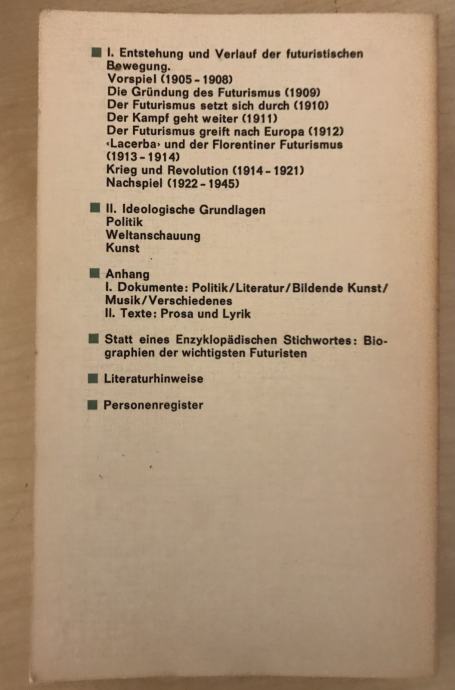 I. Entstehung und Verlauf der futuristischen
Bewegung.
Vorspiel (1905-1908)
Die Gründung des Futurismus (1909)
Der Futurismus setzt sich durch (1910)
Der Kampf geht weiter (1911)
Der Futurismus greift nach Europa (1912)
‹Lacerba› und der Florentiner Futurismus
(1913-1914)
Krieg und Revolution (1914-1921)
Nachspiel (1922-1945)
II. Ideologische Grundlagen
Politik
Weltanschauung
Kunst
Anhang
I. Dokumente: Politik/Literatur/Bildende Kunst/
Musik/Verschiedenes
II. Texte: Prosa und Lyrik
Statt eines Enzyklopädischen Stichwortes: Bio-
graphien der wichtigsten Futuristen
Literaturhinweise
Personenregister